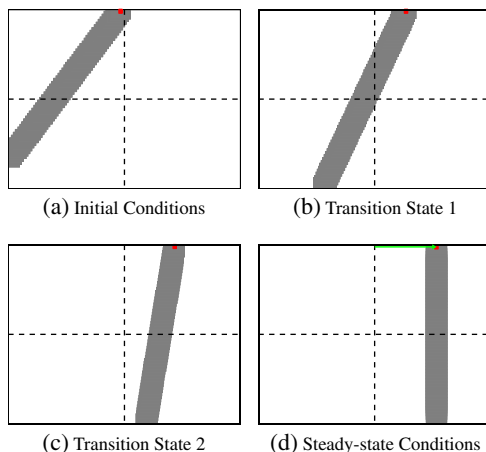 (a) Initial Conditions
(b) Transition State 1
(c) Transition State 2
(d) Steady-state Conditions